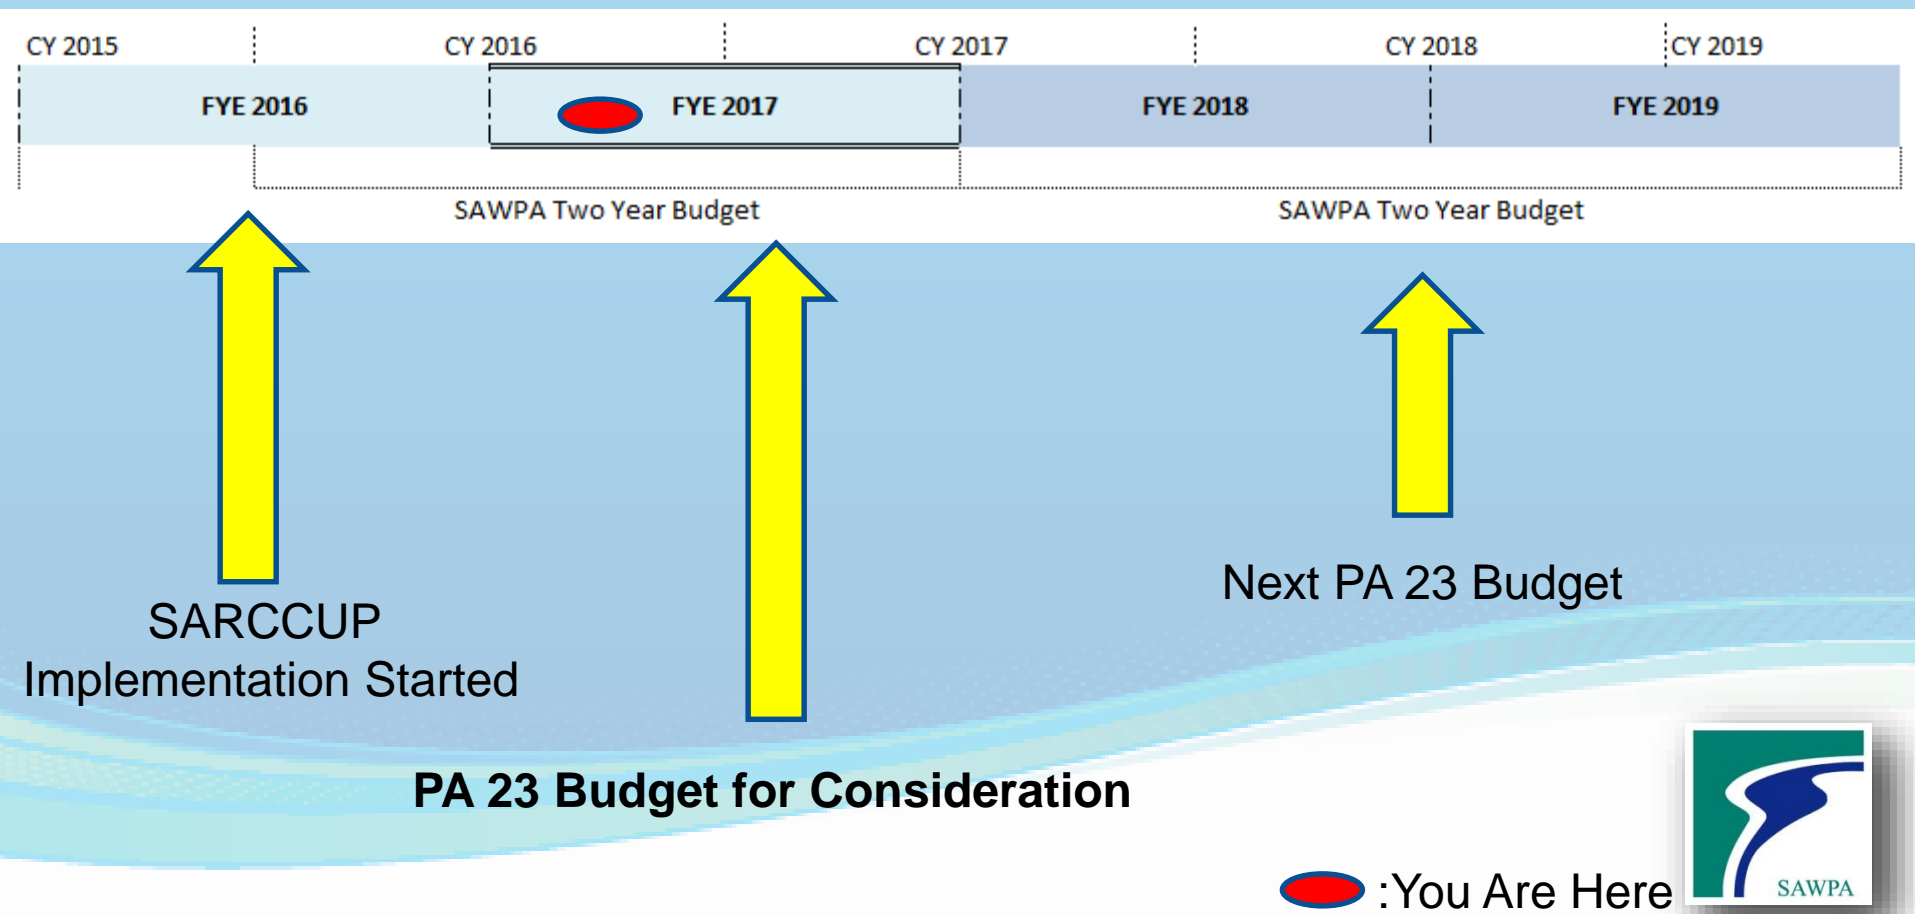 CY 2015 CY 2016 CY 2017 CY 2018 CY 2019
FYE 2016 FYE 2017 FYE 2018 FYE 2019
SAWPA Two Year Budget SAWPA Two Year Budget
Next PA 23 Budget
SARCCUP
Implementation Started
PA 23 Budget for Consideration
:You Are Here
SAWPA